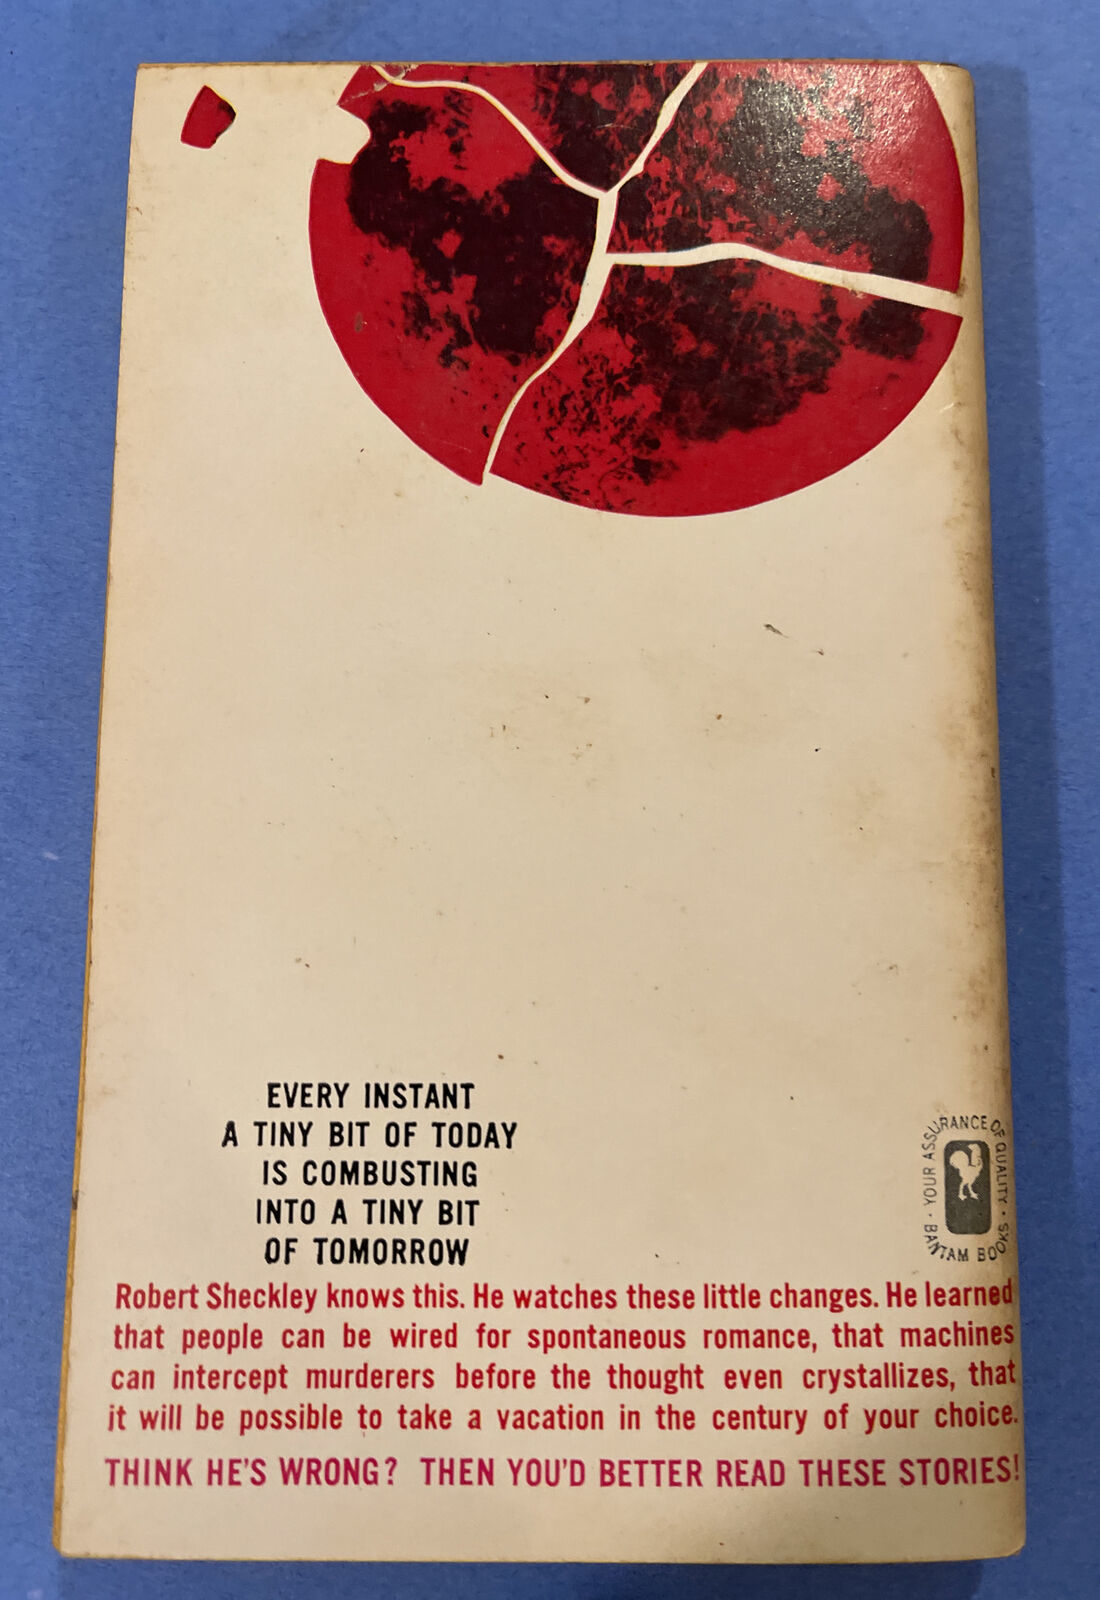 EVERY INSTANT
A TINY BIT OF TODAY
IS COMBUSTING
INTO A TINY BIT
OF TOMORROW
· YOUR ASSURANCE OF QUALITY · BANTAM BOOKS
Robert Sheckley knows this. He watches these little changes. He learned
that people can be wired for spontaneous romance, that machines
can intercept murderers before the thought even crystallizes, that
it will be possible to take a vacation in the century of your choice.
THINK HE'S WRONG? THEN YOU'D BETTER READ THESE STORIES!